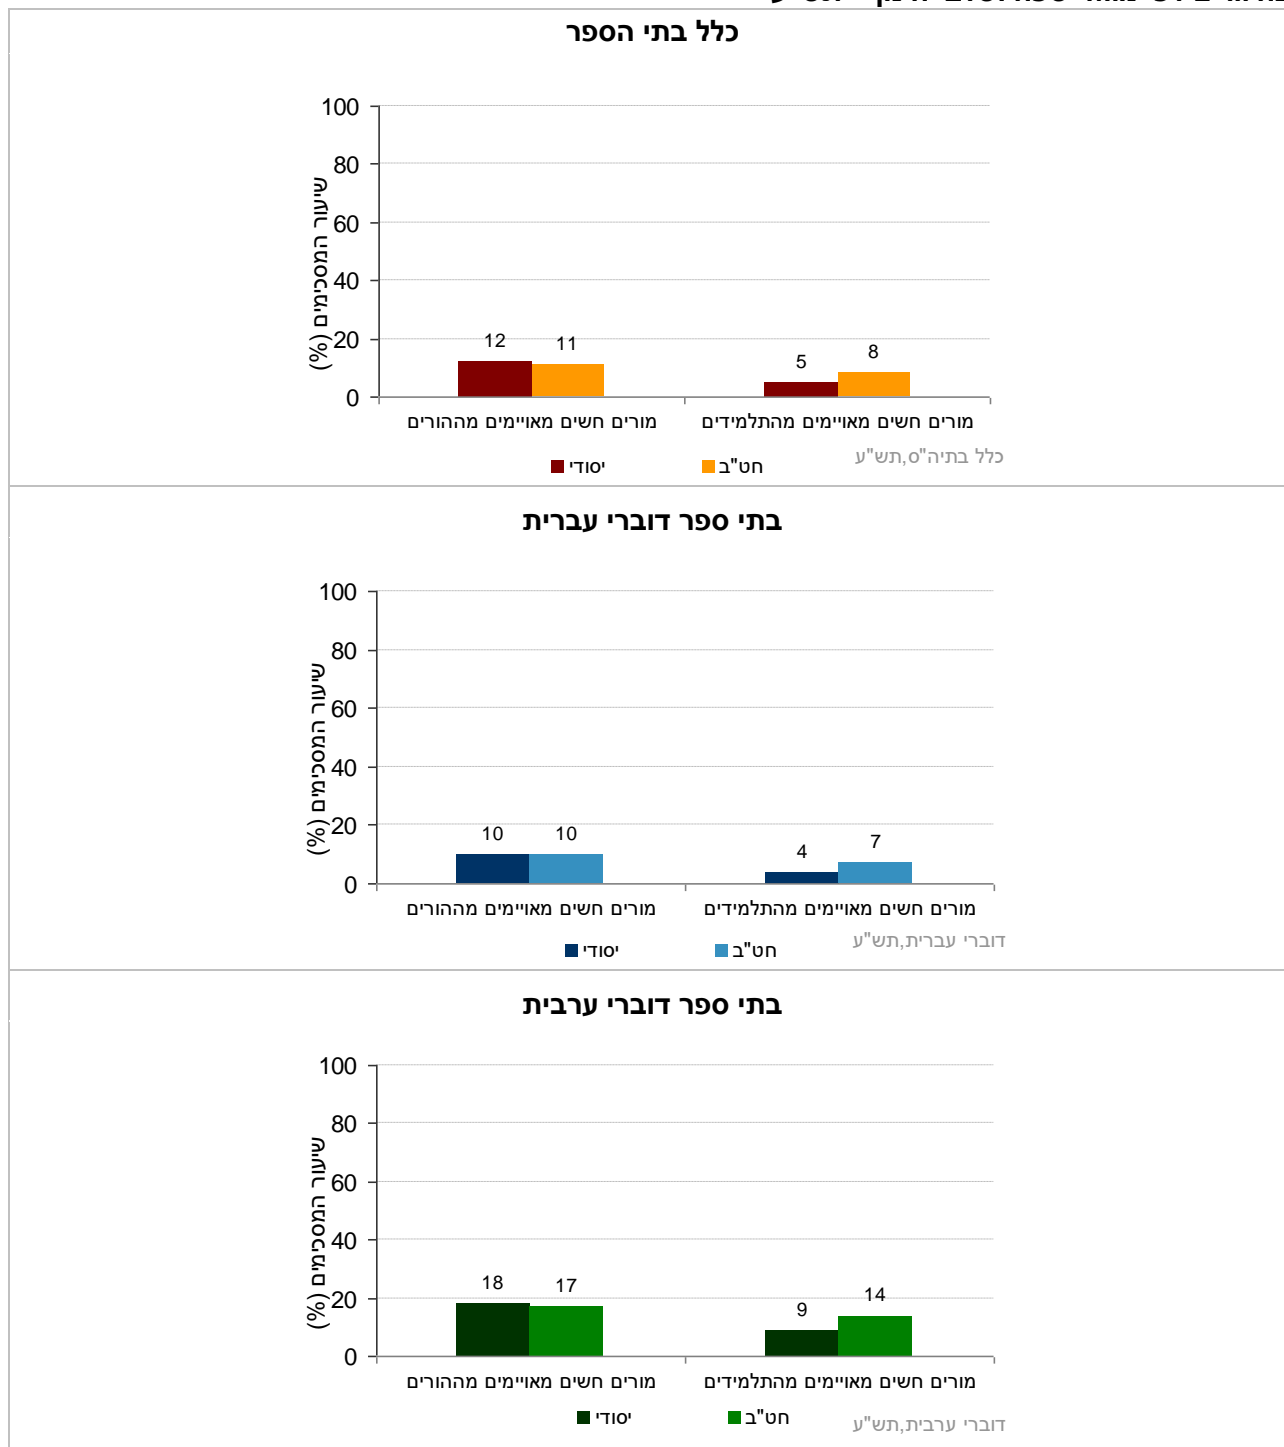 כלל בתי הספר
100
80
60
40
20
0
שיעור המסכימים (%)
12
11
5
8
מורים חשים מאויימים מההורים
מורים חשים מאויימים מהתלמידים
יסודי
חט"ב
כלל בתיה"ס,תש"ע
בתי ספר דוברי עברית
100
80
60
40
20
0
שיעור המסכימים (%)
10
10
4
7
מורים חשים מאויימים מההורים
מורים חשים מאויימים מהתלמידים
יסודי
חט"ב
דוברי עברית,תש"ע
בתי ספר דוברי ערבית
100
80
60
40
20
0
שיעור המסכימים (%)
18
17
9
14
מורים חשים מאויימים מההורים
מורים חשים מאויימים מהתלמידים
יסודי
חט"ב
דוברי ערבית,תש"ע